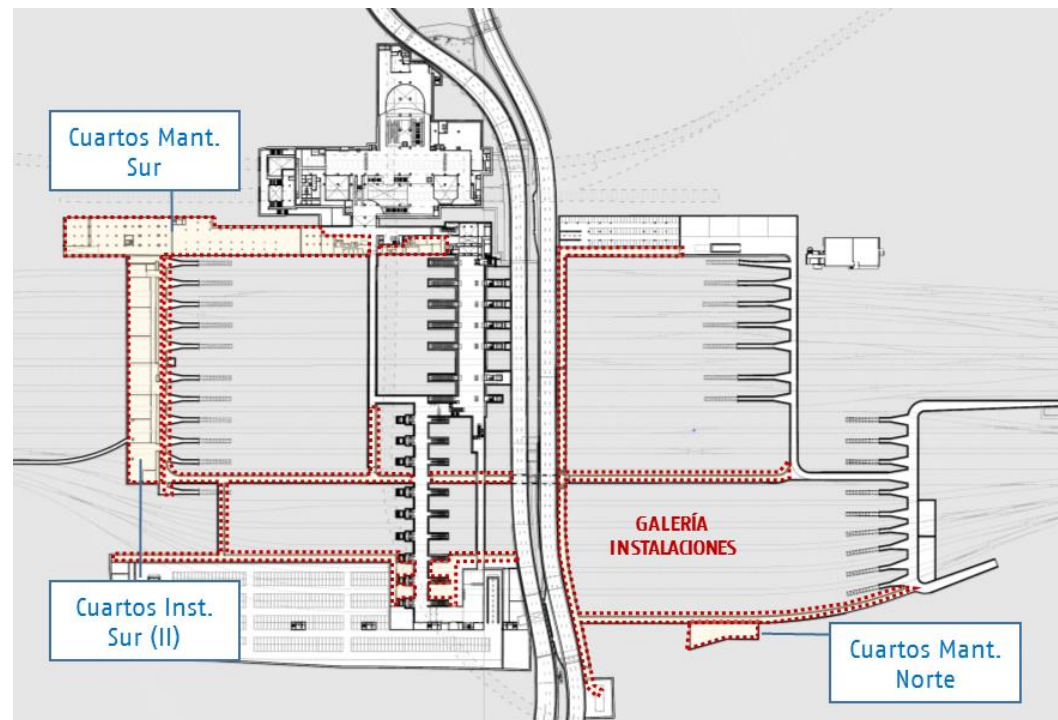 Cuartos Mant.
Sur
GALERÍA
INSTALACIONES
Cuartos Inst.
Sur (II)
Cuartos Mant.
Norte